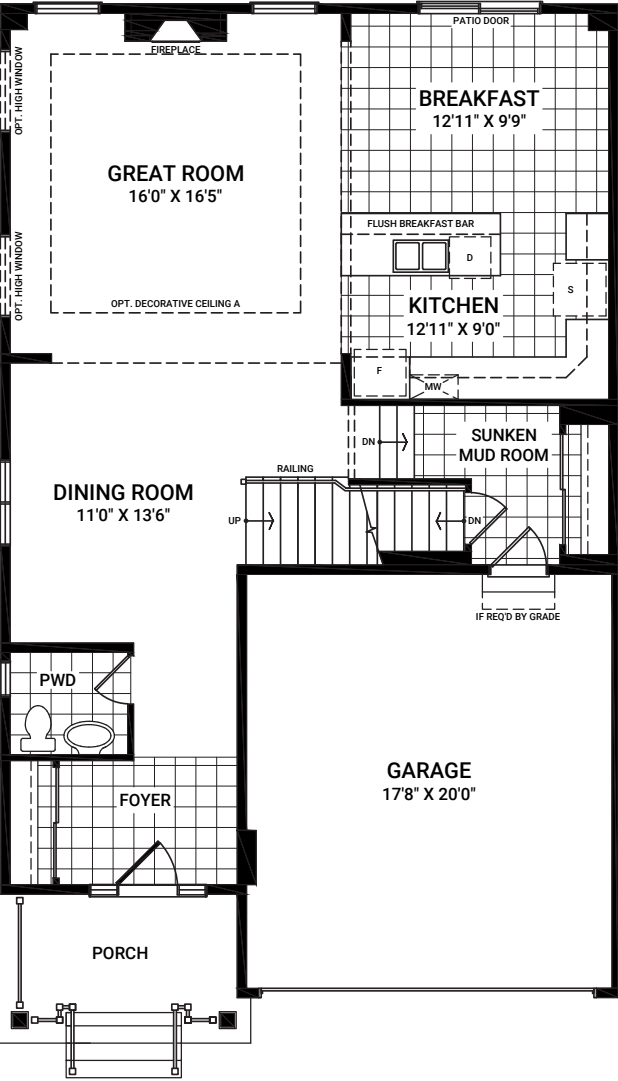 PATIO DOOR
FIREPLACE
OPT. HIGH WINDOW
BREAKFAST
12'11" X 9'9"
GREAT ROOM
16'0" X 16'5"
FLUSH BREAKFAST BAR
D
OPT. HIGH WINDOW
S
OPT. DECORATIVE CEILING A
KITCHEN
12'11" X 9'0"
F
MW
DN
SUNKEN
MUD ROOM
RAILING
DINING ROOM
11'0" X 13'6"
UP
DN
IF REQ'D BY GRADE
PWD
GARAGE
17'8" X 20'0"
FOYER
PORCH